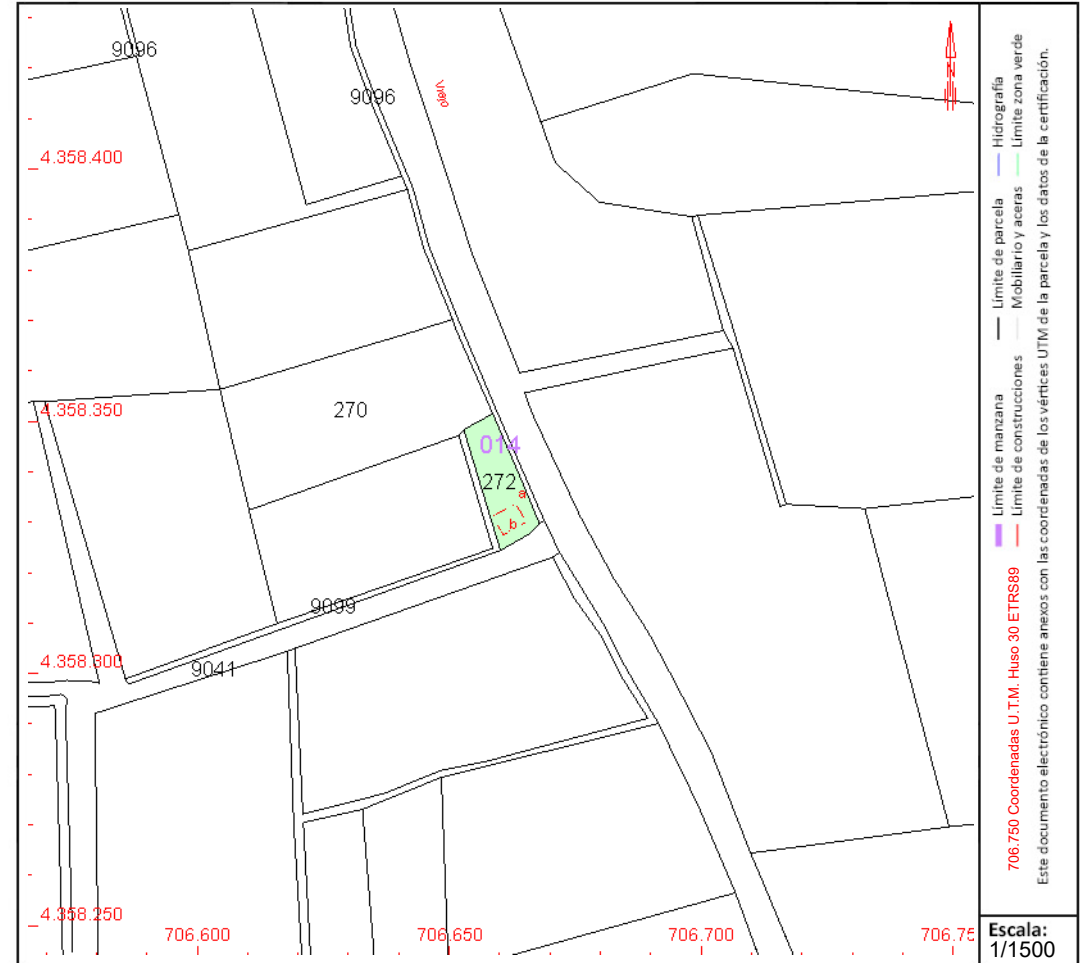 9096
9096
Viejo
4.358.400
270
4.358.350
014
272
a
b
9099
4.358.300
9041
4.358.250
706.600
706.650
706.700
706.75
N
706.750 Coordenadas U.T.M. Huso 30 ETRS89
Límite de manzana
Límite de parcela
Hidrografía
Límite de construcciones
Mobiliario y aceras
Límite zona verde
Este documento electrónico contiene anexos con las coordenadas de los vértices UTM de la parcela y los datos de la certificación.
Escala:
1/1500